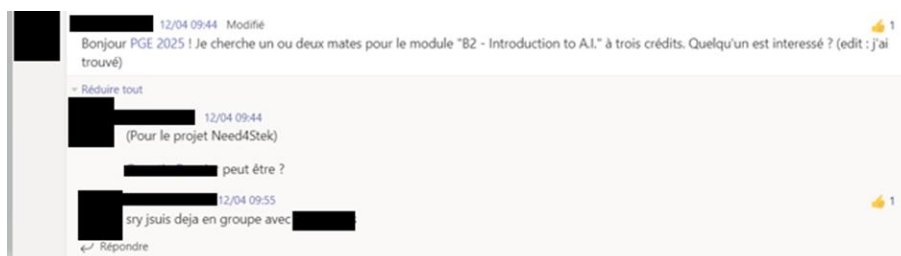 12/04 09:44 Modifié
👍 1
Bonjour PGE 2025 ! Je cherche un ou deux mates pour le module "B2 - Introduction to A.I." à trois crédits. Quelqu'un est interessé ? (edit : j'ai
trouvé)
Réduire tout
12/04 09:44
(Pour le projet Need4Stek)
peut être ?
12/04 09:55
👍 1
sry jsuis deja en groupe avec
Répondre